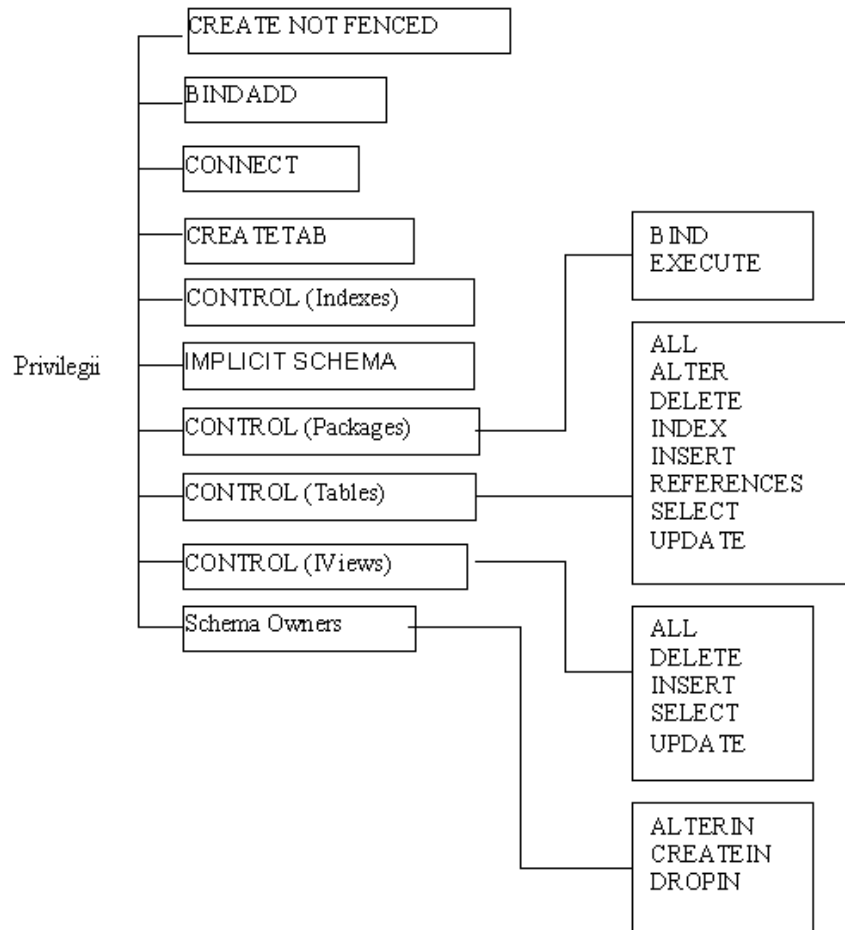 CREATE NOT FENCED
BINDADD
CONNECT
CREATETAB
CONTROL (Indexes)
IMPLICIT SCHEMA
Privilegii
CONTROL (Packages)
CONTROL (Tables)
CONTROL (IViews)
Schema Owners
BIND
EXECUTE
ALL
ALTER
DELETE
INDEX
INSERT
REFERENCES
SELECT
UPDATE
ALL
DELETE
INSERT
SELECT
UPDATE
ALTERIN
CREATEIN
DROPIN